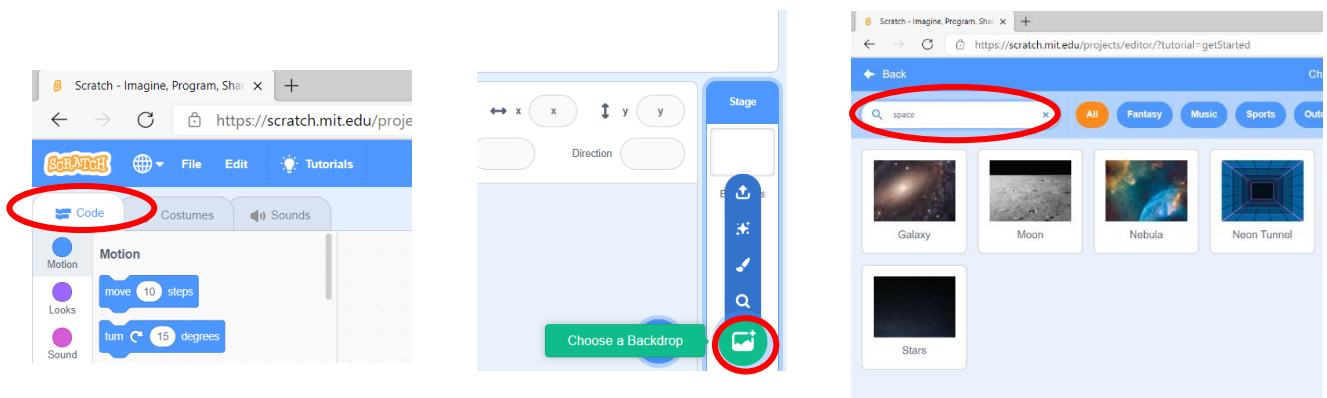 Scratch - Imagine, Program, Shar
https://scratch.mit.edu/proje
SCRATCH File Edit Tutorials
Code Costumes Sounds
Motion Motion
move 10 steps
Looks
turn 15 degrees
Sound
Stage
x x y y
Direction
Choose a Backdrop
Scratch - Imagine, Program, Shar
https://scratch.mit.edu/projects/editor/?tutorial=getStarted
Back
space All Fantasy Music Sports
Galaxy Moon Nebula Neon Tunnel
Stars